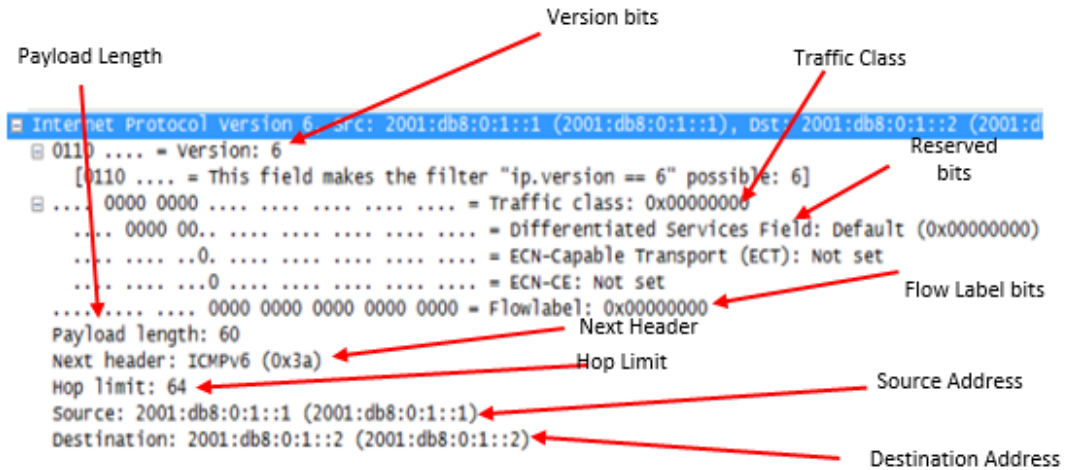 Version bits
Payload Length
Traffic Class
Internet Protocol Version 6, Src: 2001:db8:0:1::1 (2001:db8:0:1::1), Dst: 2001:db8:0:1::2 (2001:d
0110 .... = Version: 6
Reserved bits
[0110 .... = This field makes the filter "ip.version == 6" possible: 6]
.... 0000 0000 .... .... .... .... .... = Traffic class: 0x00000000
.... 0000 00.. .... .... .... .... .... = Differentiated Services Field: Default (0x00000000)
.... .... ..0. .... .... .... .... .... = ECN-Capable Transport (ECT): Not set
.... .... ...0 .... .... .... .... .... = ECN-CE: Not set
Flow Label bits
.... .... .... 0000 0000 0000 0000 0000 = Flowlabel: 0x00000000
Next Header
Payload length: 60
Next header: ICMPv6 (0x3a)
Hop Limit
Hop limit: 64
Source Address
Source: 2001:db8:0:1::1 (2001:db8:0:1::1)
Destination: 2001:db8:0:1::2 (2001:db8:0:1::2)
Destination Address